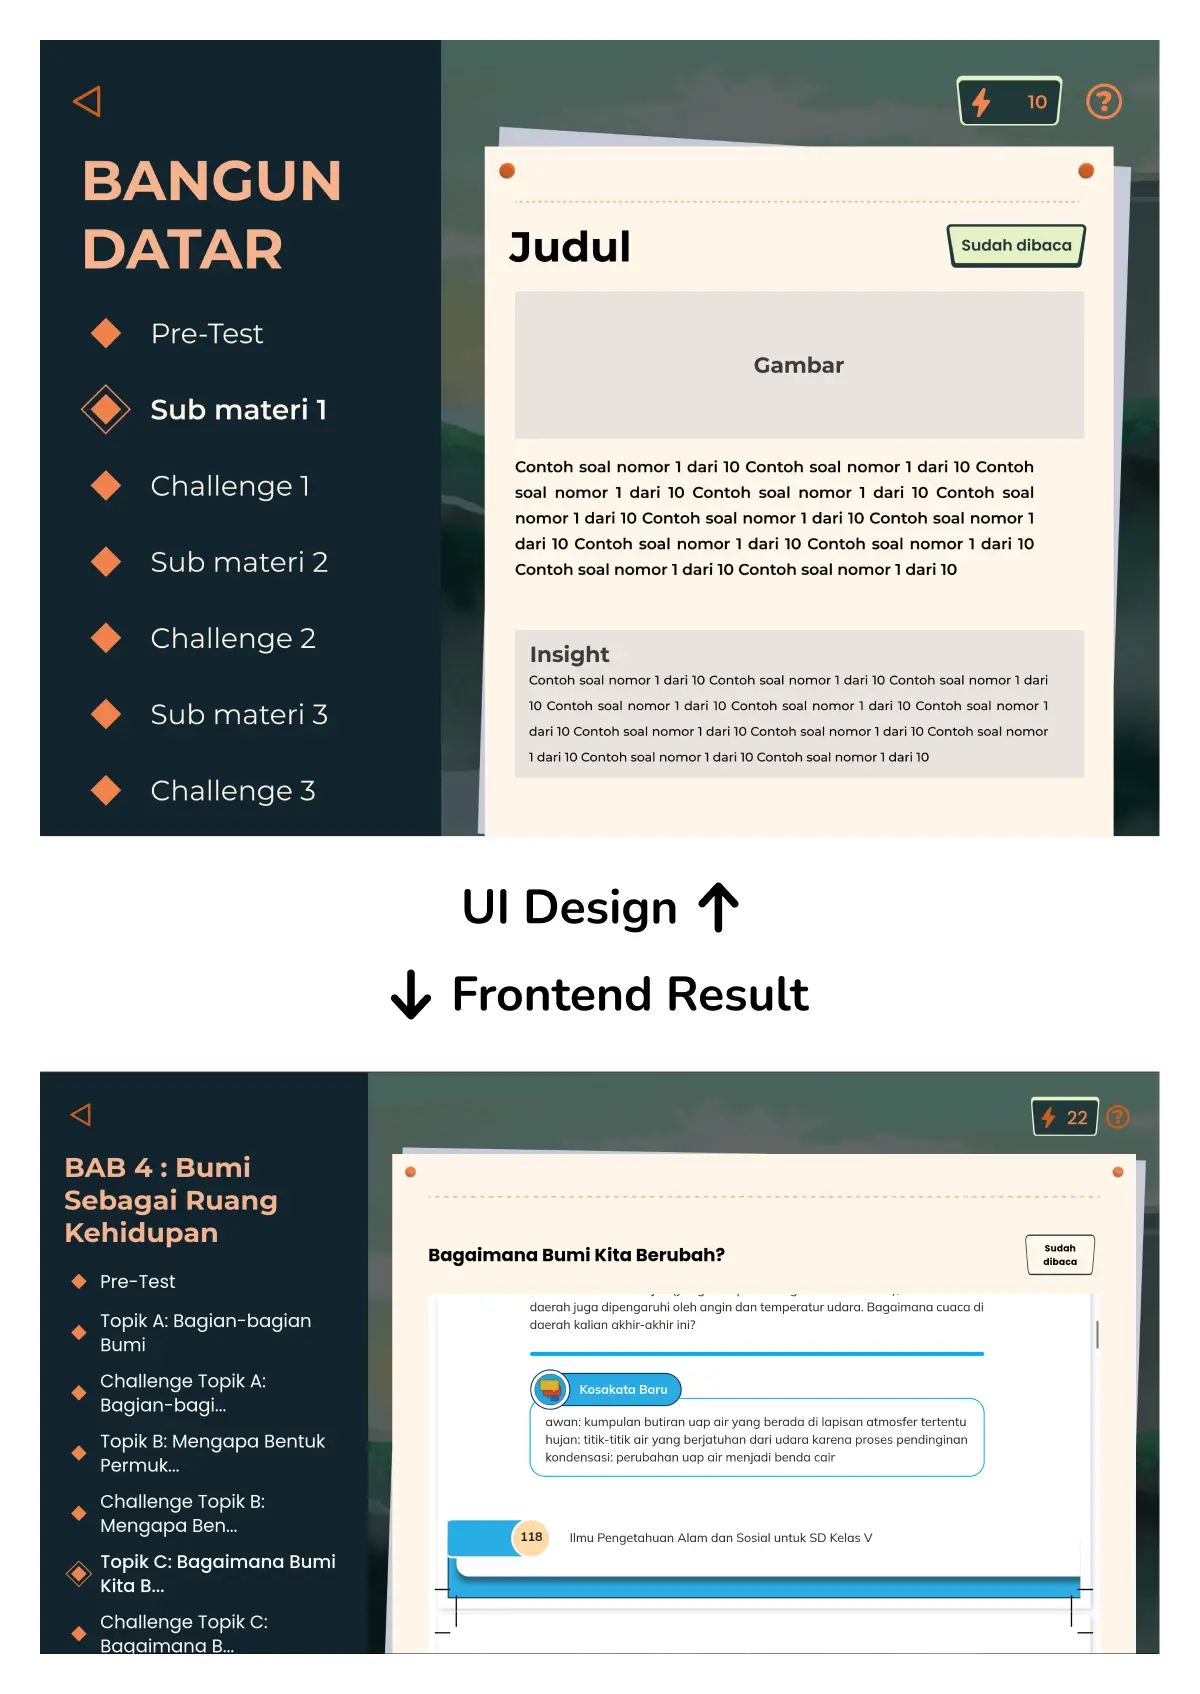 10
?
BANGUN
DATAR
Pre-Test
Sub materi 1
Challenge 1
Sub materi 2
Challenge 2
Sub materi 3
Challenge 3
Judul
Sudah dibaca
Gambar
Contoh soal nomor 1 dari 10 Contoh soal nomor 1 dari 10 Contoh
soal nomor 1 dari 10 Contoh soal nomor 1 dari 10 Contoh soal
nomor 1 dari 10 Contoh soal nomor 1 dari 10 Contoh soal nomor 1
dari 10 Contoh soal nomor 1 dari 10 Contoh soal nomor 1 dari 10
Contoh soal nomor 1 dari 10 Contoh soal nomor 1 dari 10
Insight
Contoh soal nomor 1 dari 10 Contoh soal nomor 1 dari 10 Contoh soal nomor 1 dari
10 Contoh soal nomor 1 dari 10 Contoh soal nomor 1 dari 10 Contoh soal nomor 1
dari 10 Contoh soal nomor 1 dari 10 Contoh soal nomor 1 dari 10 Contoh soal nomor
1 dari 10 Contoh soal nomor 1 dari 10 Contoh soal nomor 1 dari 10
UI Design ↑
↓ Frontend Result
22
?
BAB 4 : Bumi
Sebagai Ruang
Kehidupan
Pre-Test
Topik A: Bagian-bagian
Bumi
Challenge Topik A:
Bagian-bagi...
Topik B: Mengapa Bentuk
Permuk...
Challenge Topik B:
Mengapa Ben...
Topik C: Bagaimana Bumi
Kita B...
Challenge Topik C:
Bagaimana B...
Bagaimana Bumi Kita Berubah?
Sudah
dibaca
daerah juga dipengaruhi oleh angin dan temperatur udara. Bagaimana cuaca di
daerah kalian akhir-akhir ini?
Kosakata Baru
awan: kumpulan butiran uap air yang berada di lapisan atmosfer tertentu
hujan: titik-titik air yang berjatuhan dari udara karena proses pendinginan
kondensasi: perubahan uap air menjadi benda cair
118
Ilmu Pengetahuan Alam dan Sosial untuk SD Kelas V